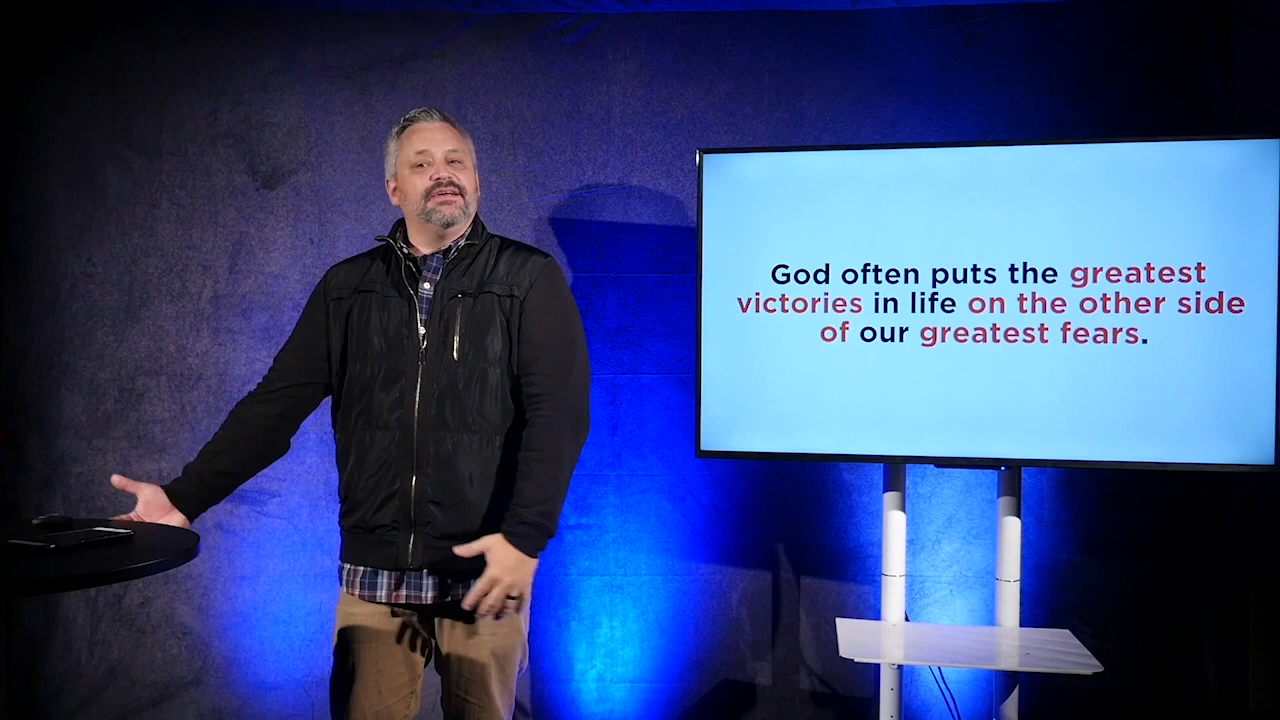 God often puts the greatest
victories in life on the other side
of our greatest fears.